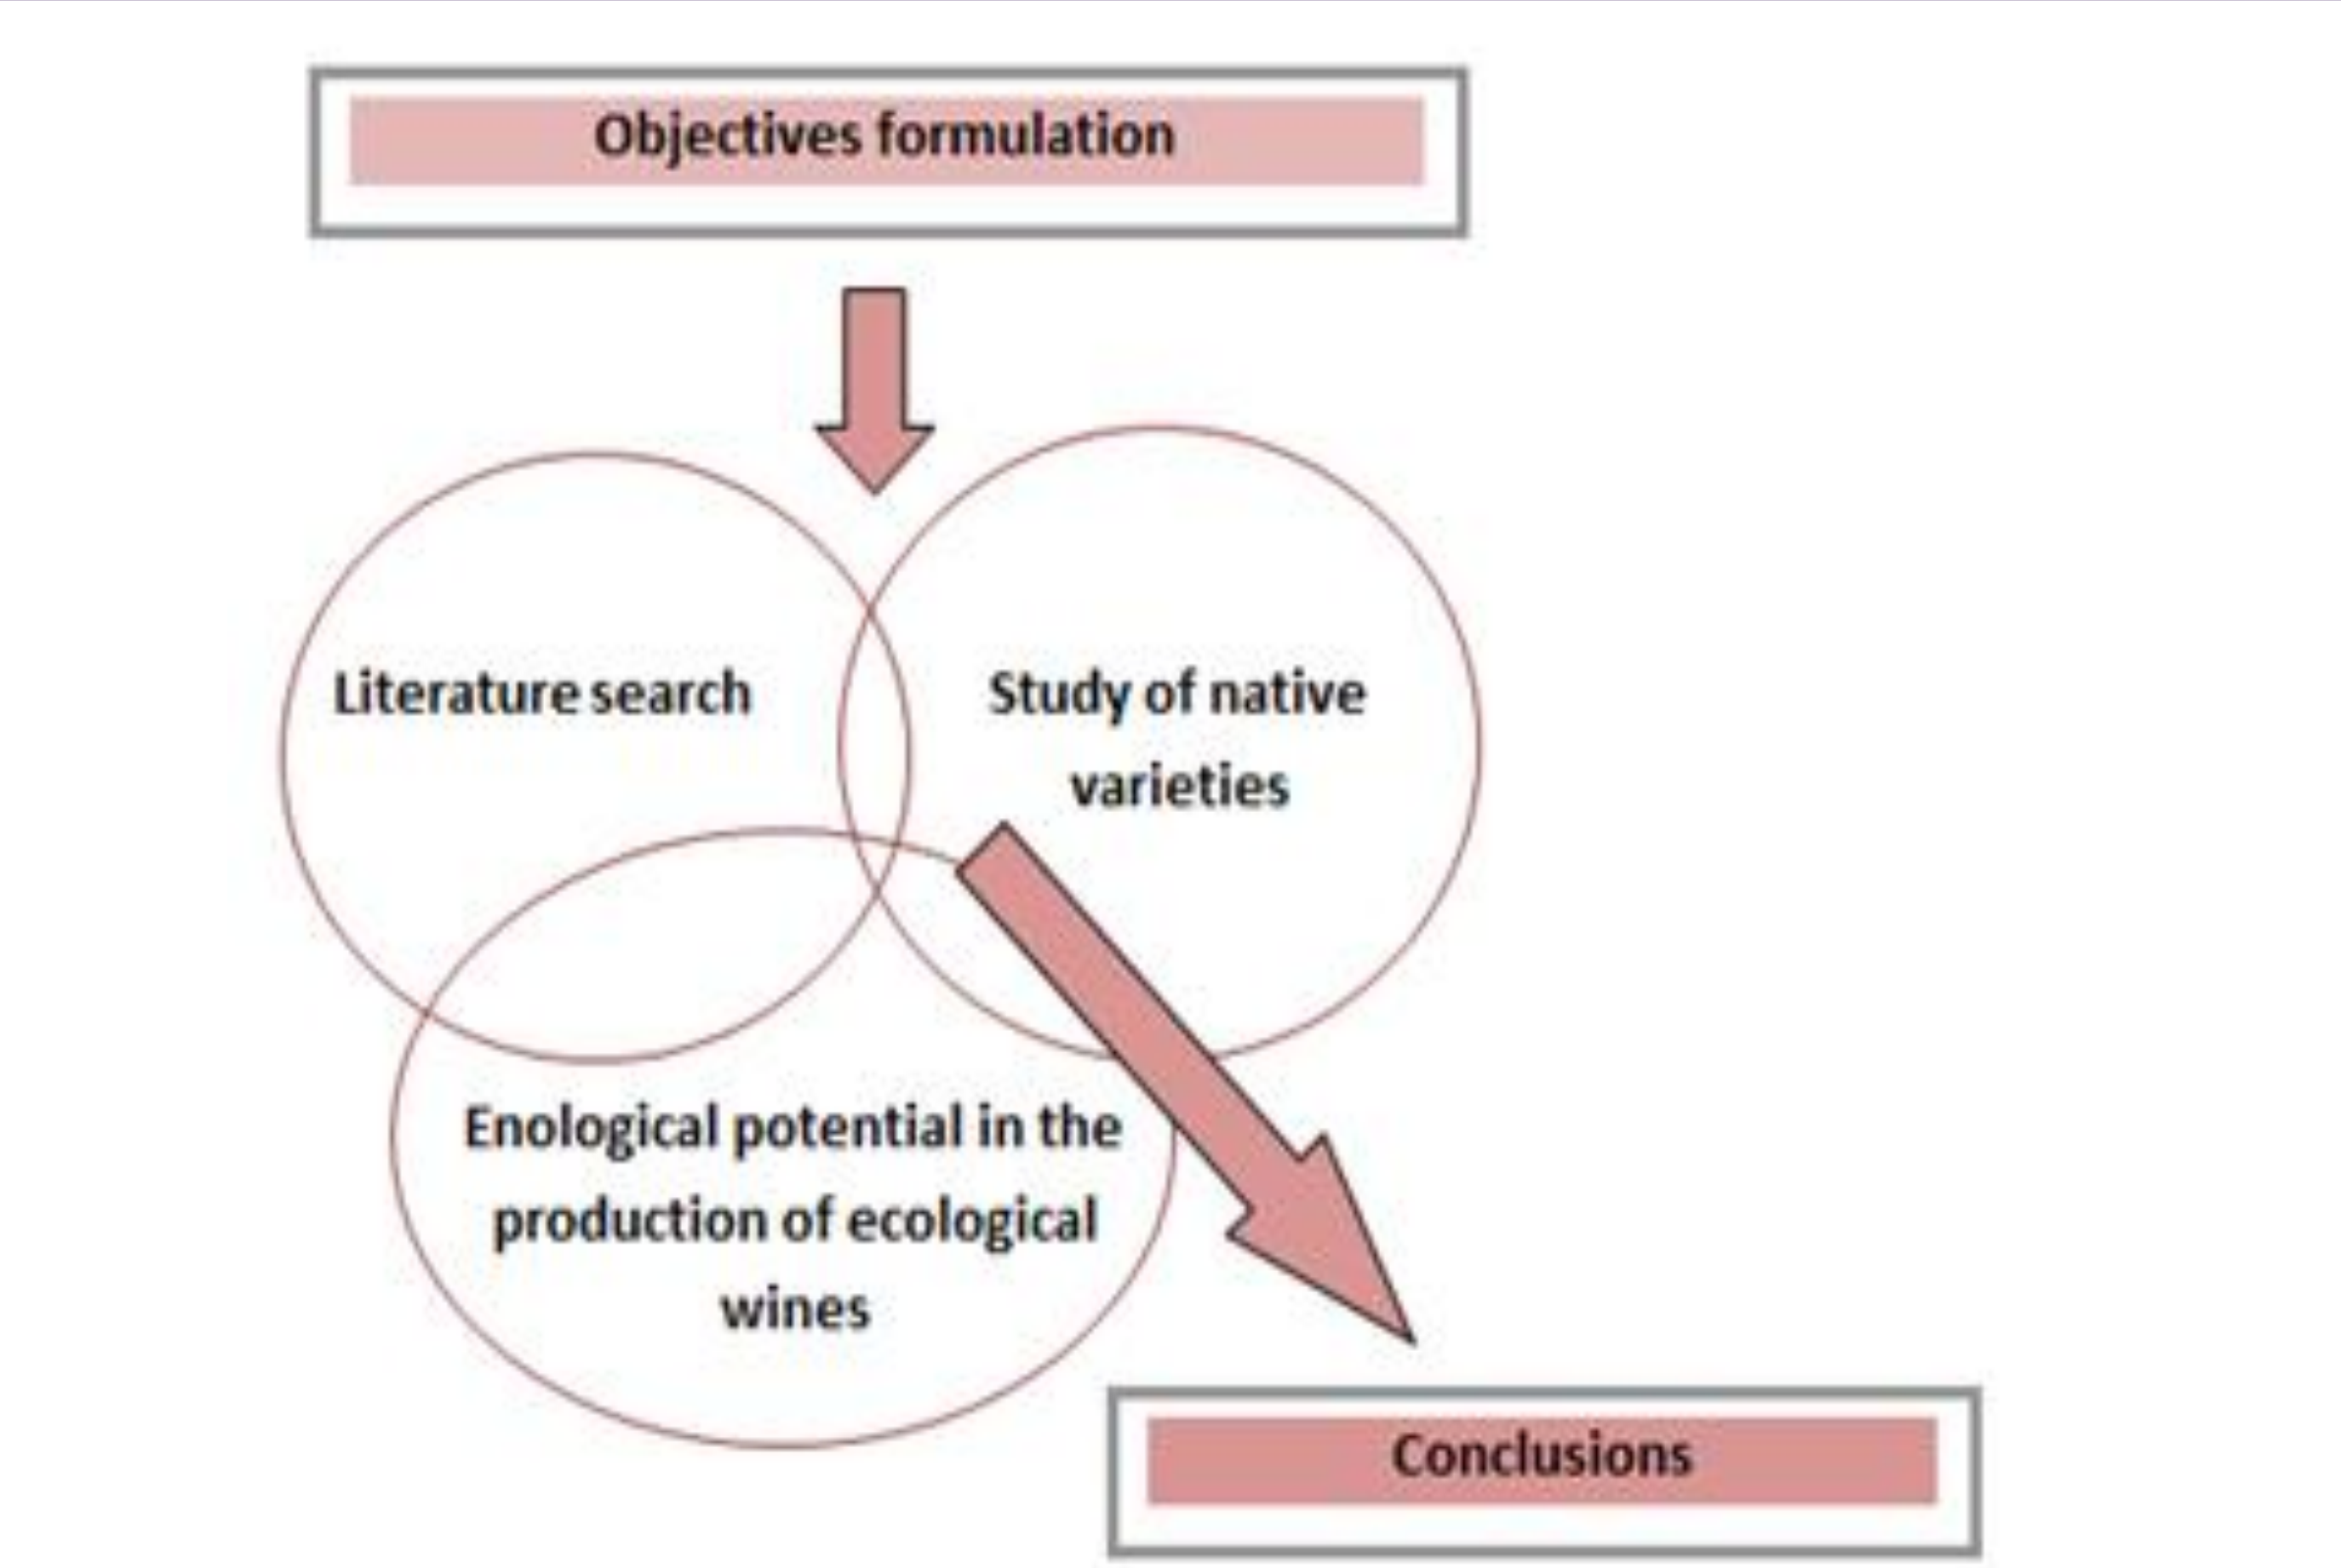 Objectives formulation
Literature search
Study of native
varieties
Enological potential in the
production of ecological
wines
Conclusions